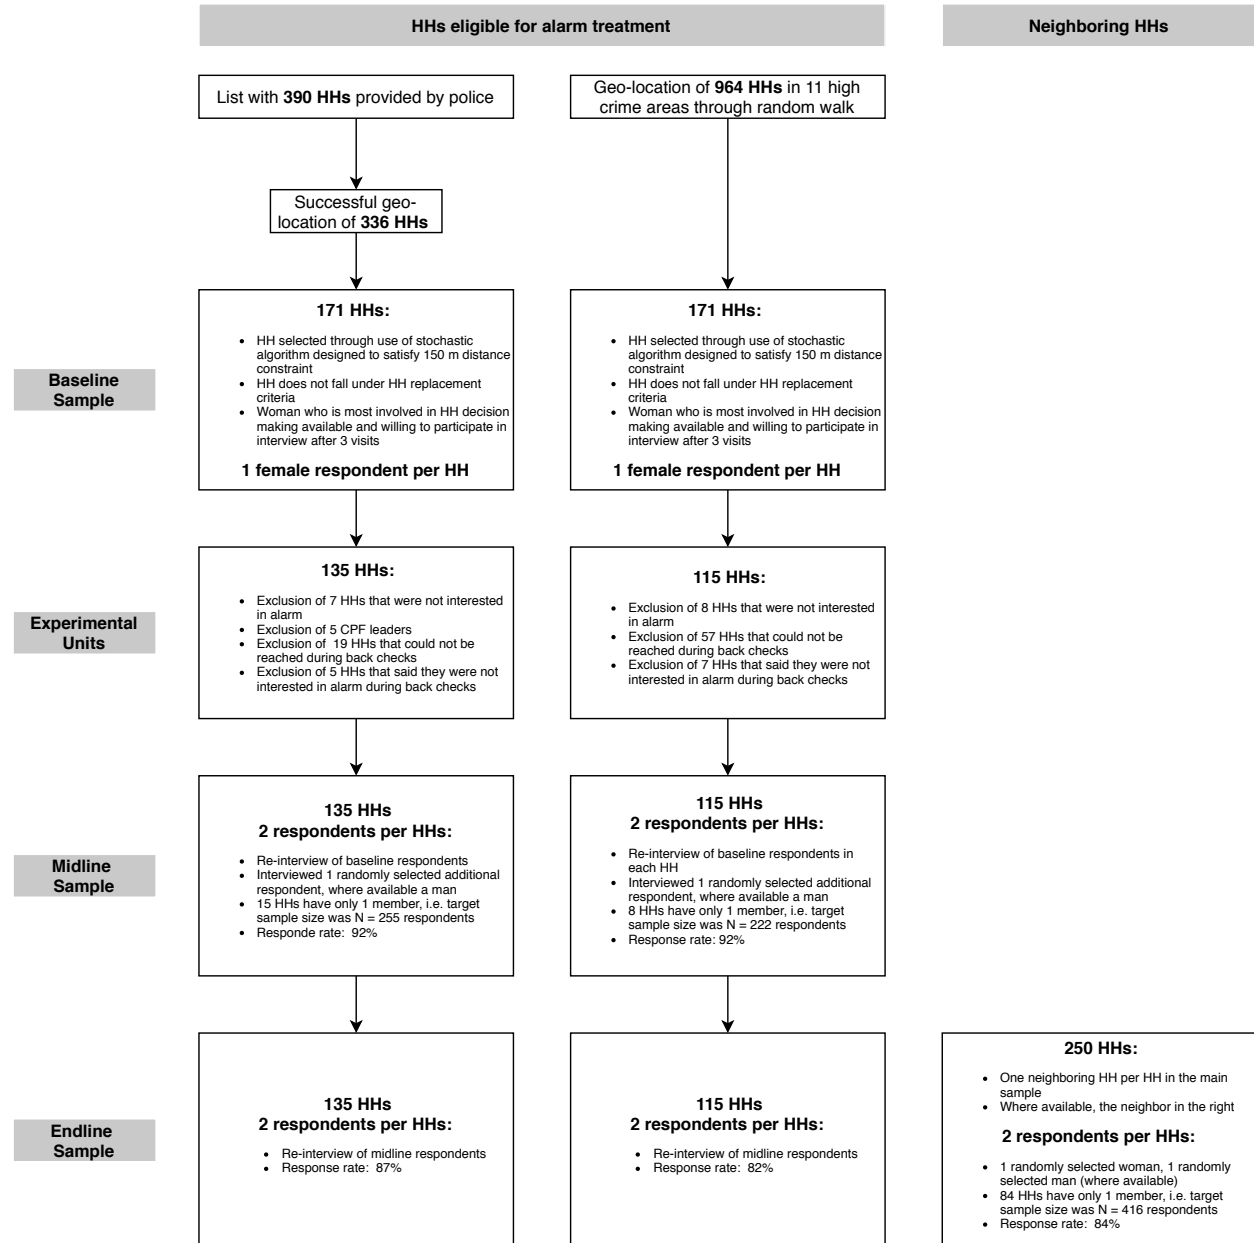 HHs eligible for alarm treatment
Neighboring HHs
List with 390 HHs provided by police
Geo-location of 964 HHs in 11 high
crime areas through random walk
Successful geo-
location of 336 HHs
Baseline
Sample
171 HHs:
• HH selected through use of stochastic
algorithm designed to satisfy 150 m distance
constraint
• HH does not fall under HH replacement
criteria
• Woman who is most involved in HH decision
making available and willing to participate in
interview after 3 visits
1 female respondent per HH
171 HHs:
• HH selected through use of stochastic
algorithm designed to satisfy 150 m distance
constraint
• HH does not fall under HH replacement
criteria
• Woman who is most involved in HH decision
making available and willing to participate in
interview after 3 visits
1 female respondent per HH
Experimental
Units
135 HHs:
• Exclusion of 7 HHs that were not interested
in alarm
• Exclusion of 5 CPF leaders
• Exclusion of 19 HHs that could not be
reached during back checks
• Exclusion of 5 HHs that said they were not
interested in alarm during back checks
115 HHs:
• Exclusion of 8 HHs that were not interested
in alarm
• Exclusion of 57 HHs that could not be
reached during back checks
• Exclusion of 7 HHs that said they were not
interested in alarm during back checks
Midline
Sample
135 HHs
2 respondents per HHs:
• Re-interview of baseline respondents
• Interviewed 1 randomly selected additional
respondent, where available a man
• 15 HHs have only 1 member, i.e. target
sample size was N = 255 respondents
• Responde rate: 92%
115 HHs
2 respondents per HHs:
• Re-interview of baseline respondents in
each HH
• Interviewed 1 randomly selected additional
respondent, where available a man
• 8 HHs have only 1 member, i.e. target
sample size was N = 222 respondents
• Response rate: 92%
Endline
Sample
135 HHs
2 respondents per HHs:
• Re-interview of midline respondents
• Response rate: 87%
115 HHs
2 respondents per HHs:
• Re-interview of midline respondents
• Response rate: 82%
250 HHs:
• One neighboring HH per HH in the main
sample
• Where available, the neighbor in the right
2 respondents per HHs:
• 1 randomly selected woman, 1 randomly
selected man (where available)
• 84 HHs have only 1 member, i.e. target
sample size was N = 416 respondents
• Response rate: 84%